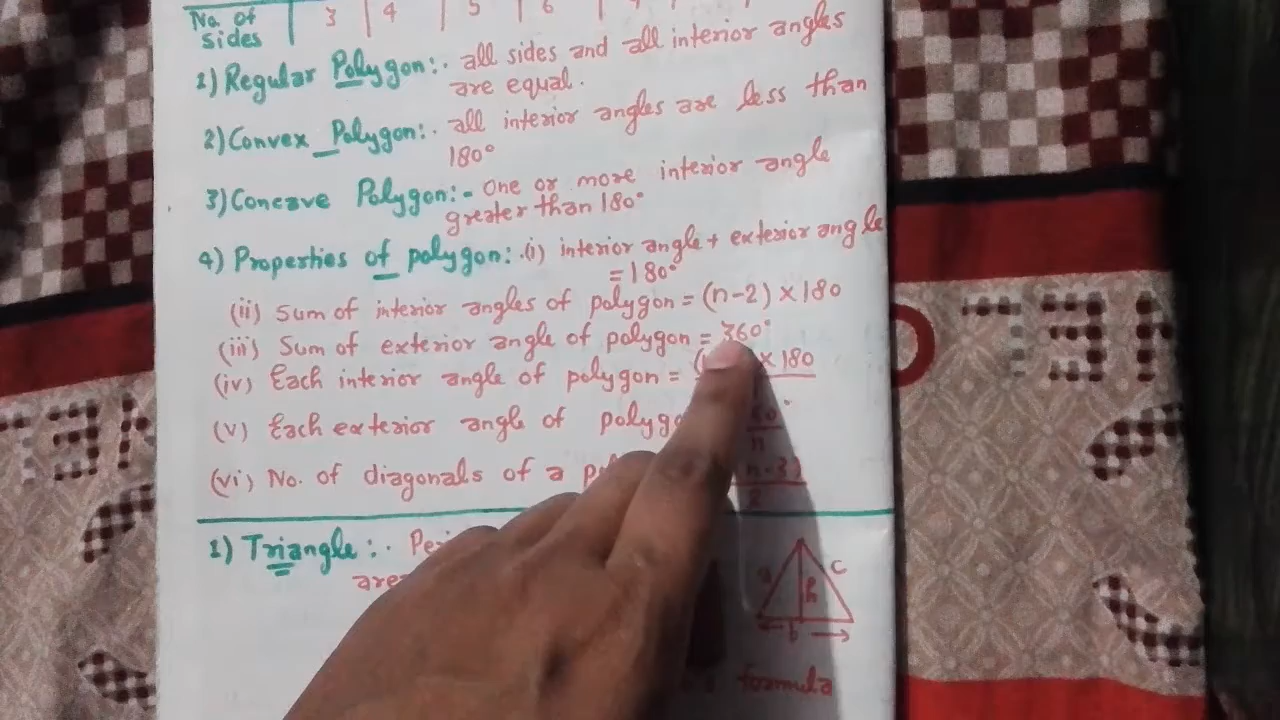 No. of sides | 3 | 4 | 5 | 6
1) Regular Polygon:. all sides and all interior angles
are equal.
2) Convex Polygon:. all interior angles are less than
180°
3) Concave Polygon:- One or more interior angle
greater than 180°
4) Properties of polygon:. (i) interior angle + exterior angle
= 180°
(ii) Sum of interior angles of polygon = (n-2) × 180
(iii) Sum of exterior angle of polygon = 360°
(iv) Each interior angle of polygon = ( × 180
(v) Each exterior angle of
n
(vi) No. of diagonals of a
n-3)
2
1) Triangle:.
a c
h
b
formula